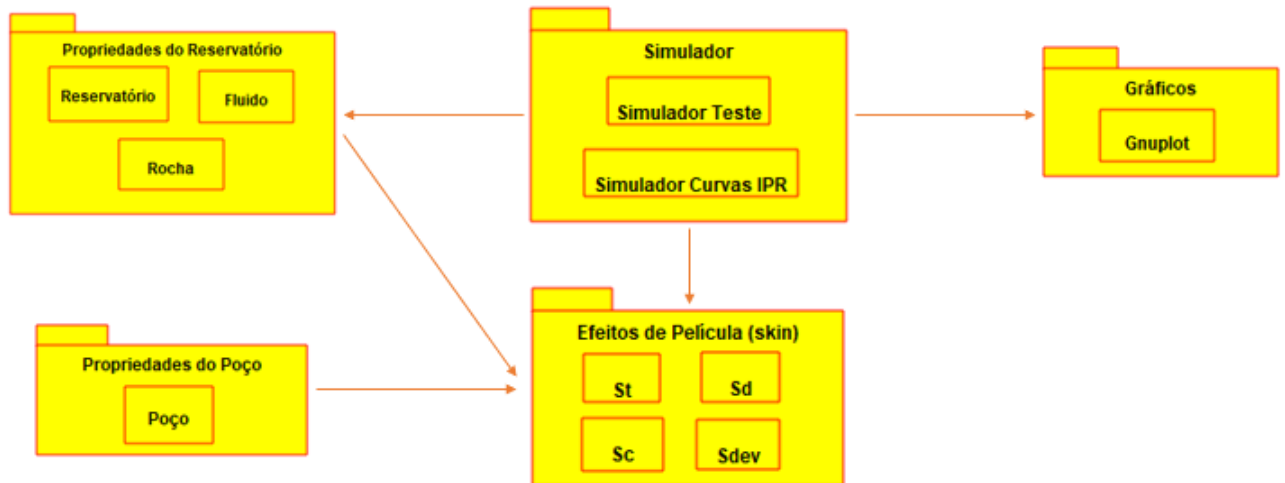 Propriedades do Reservatório
Reservatório
Fluido
Rocha
Simulador
Simulador Teste
Simulador Curvas IPR
Gráficos
Gnuplot
Propriedades do Poço
Poço
Efeitos de Película (skin)
St
Sd
Sc
Sdev